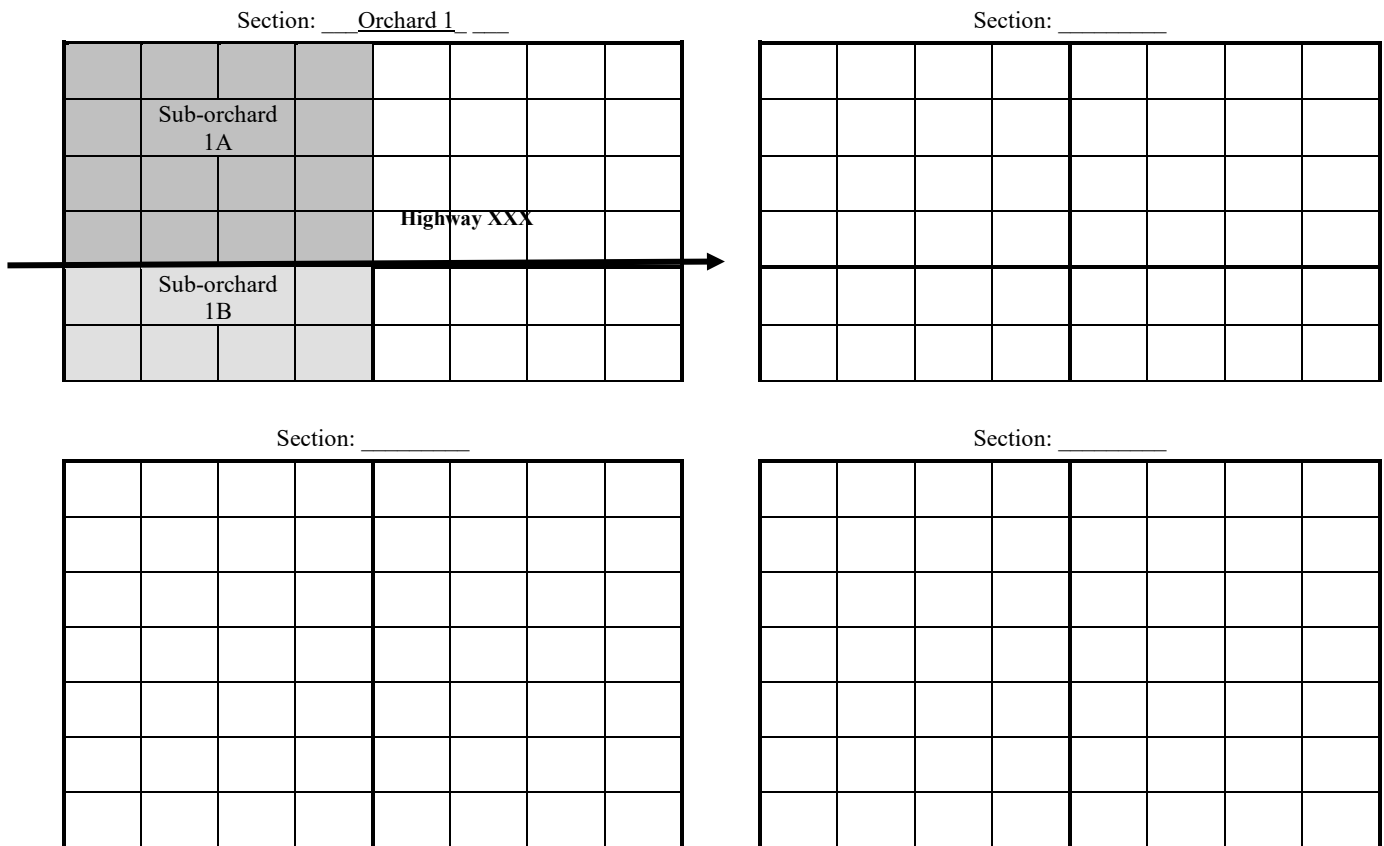 Section: ___Orchard 1_ ___
Section: _________
Sub-orchard
1A
Highway XXX
Sub-orchard
1B
Section: _________
Section: _________